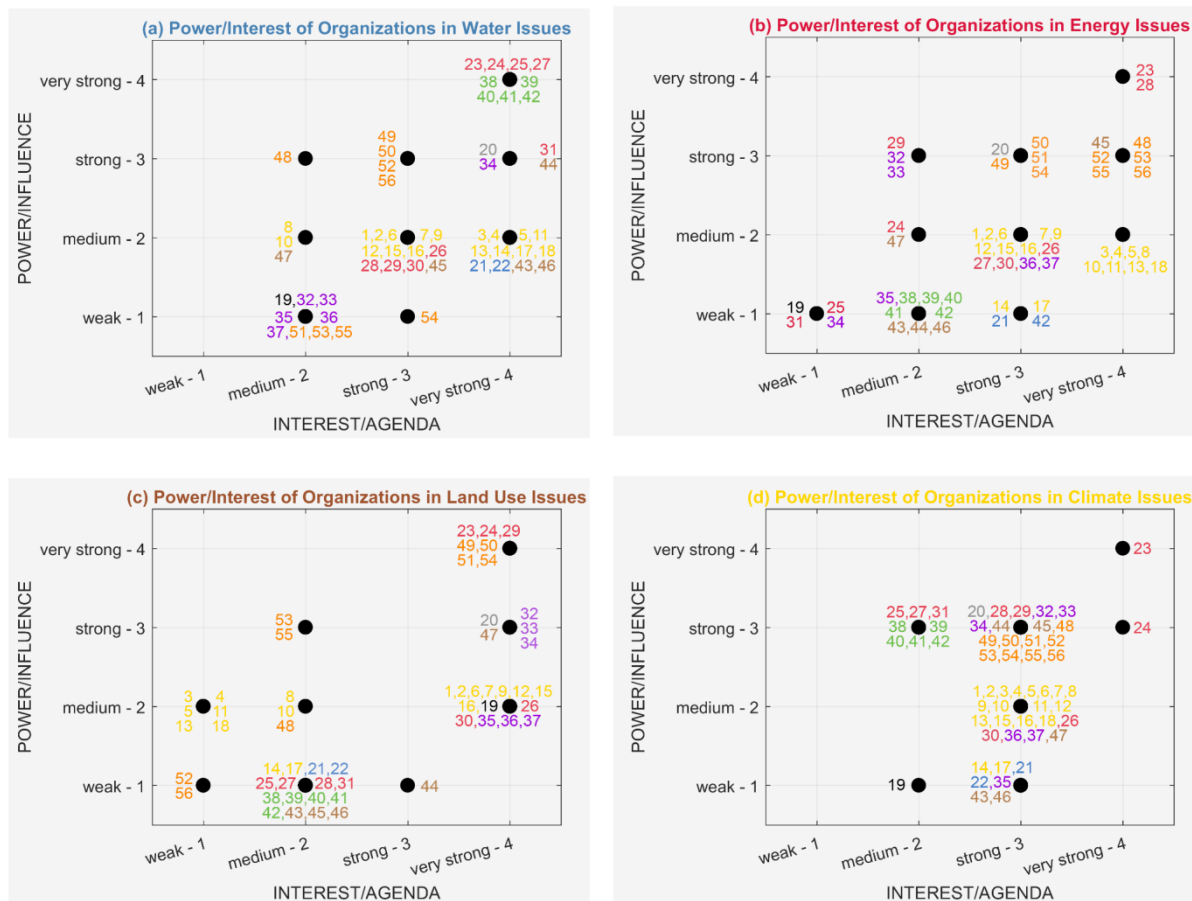 (a) Power/Interest of Organizations in Water Issues
POWER/INFLUENCE
very strong - 4
23,24,25,27
38 39
40,41,42
strong - 3
48
49
50
52
56
20 31
34 44
medium - 2
8
10
47
1,2,6 7,9
12,15,16,26
28,29,30,45
3,4 5,11
13,14,17,18
21,22,43,46
weak - 1
19,32,33
35 36
37,51,53,55
54
weak - 1
medium - 2
strong - 3
very strong - 4
INTEREST/AGENDA
(b) Power/Interest of Organizations in Energy Issues
POWER/INFLUENCE
very strong - 4
23
28
strong - 3
29
32
33
20 50
49 51
54
45 48
52 53
55 56
medium - 2
24
47
1,2,6 7,9
12,15,16,26
27,30,36,37
3,4,5,8
10,11,13,18
weak - 1
19 25
31 34
35,38,39,40
41 42
43,44,46
14 17
21 42
weak - 1
medium - 2
strong - 3
very strong - 4
INTEREST/AGENDA
(c) Power/Interest of Organizations in Land Use Issues
POWER/INFLUENCE
very strong - 4
23,24,29
49,50
51,54
strong - 3
53
55
20 32
47 33
34
medium - 2
3 4
5 11
13 18
8
10
48
1,2,6,7,9,12,15
16,19 26
30,35,36,37
weak - 1
52
56
14,17,21,22
25,27 28,31
38,39,40,41
42,43,45,46
44
weak - 1
medium - 2
strong - 3
very strong - 4
INTEREST/AGENDA
(d) Power/Interest of Organizations in Climate Issues
POWER/INFLUENCE
very strong - 4
23
strong - 3
25,27,31
38 39
40,41,42
20,28,29,32,33
34,44 45,48
49,50,51,52
53,54,55,56
24
medium - 2
1,2,3,4,5,6,7,8
9,10 11,12
13,15,16,18,26
30,36,37,47
weak - 1
19
14,17,21
22,35
43,46
weak - 1
medium - 2
strong - 3
very strong - 4
INTEREST/AGENDA